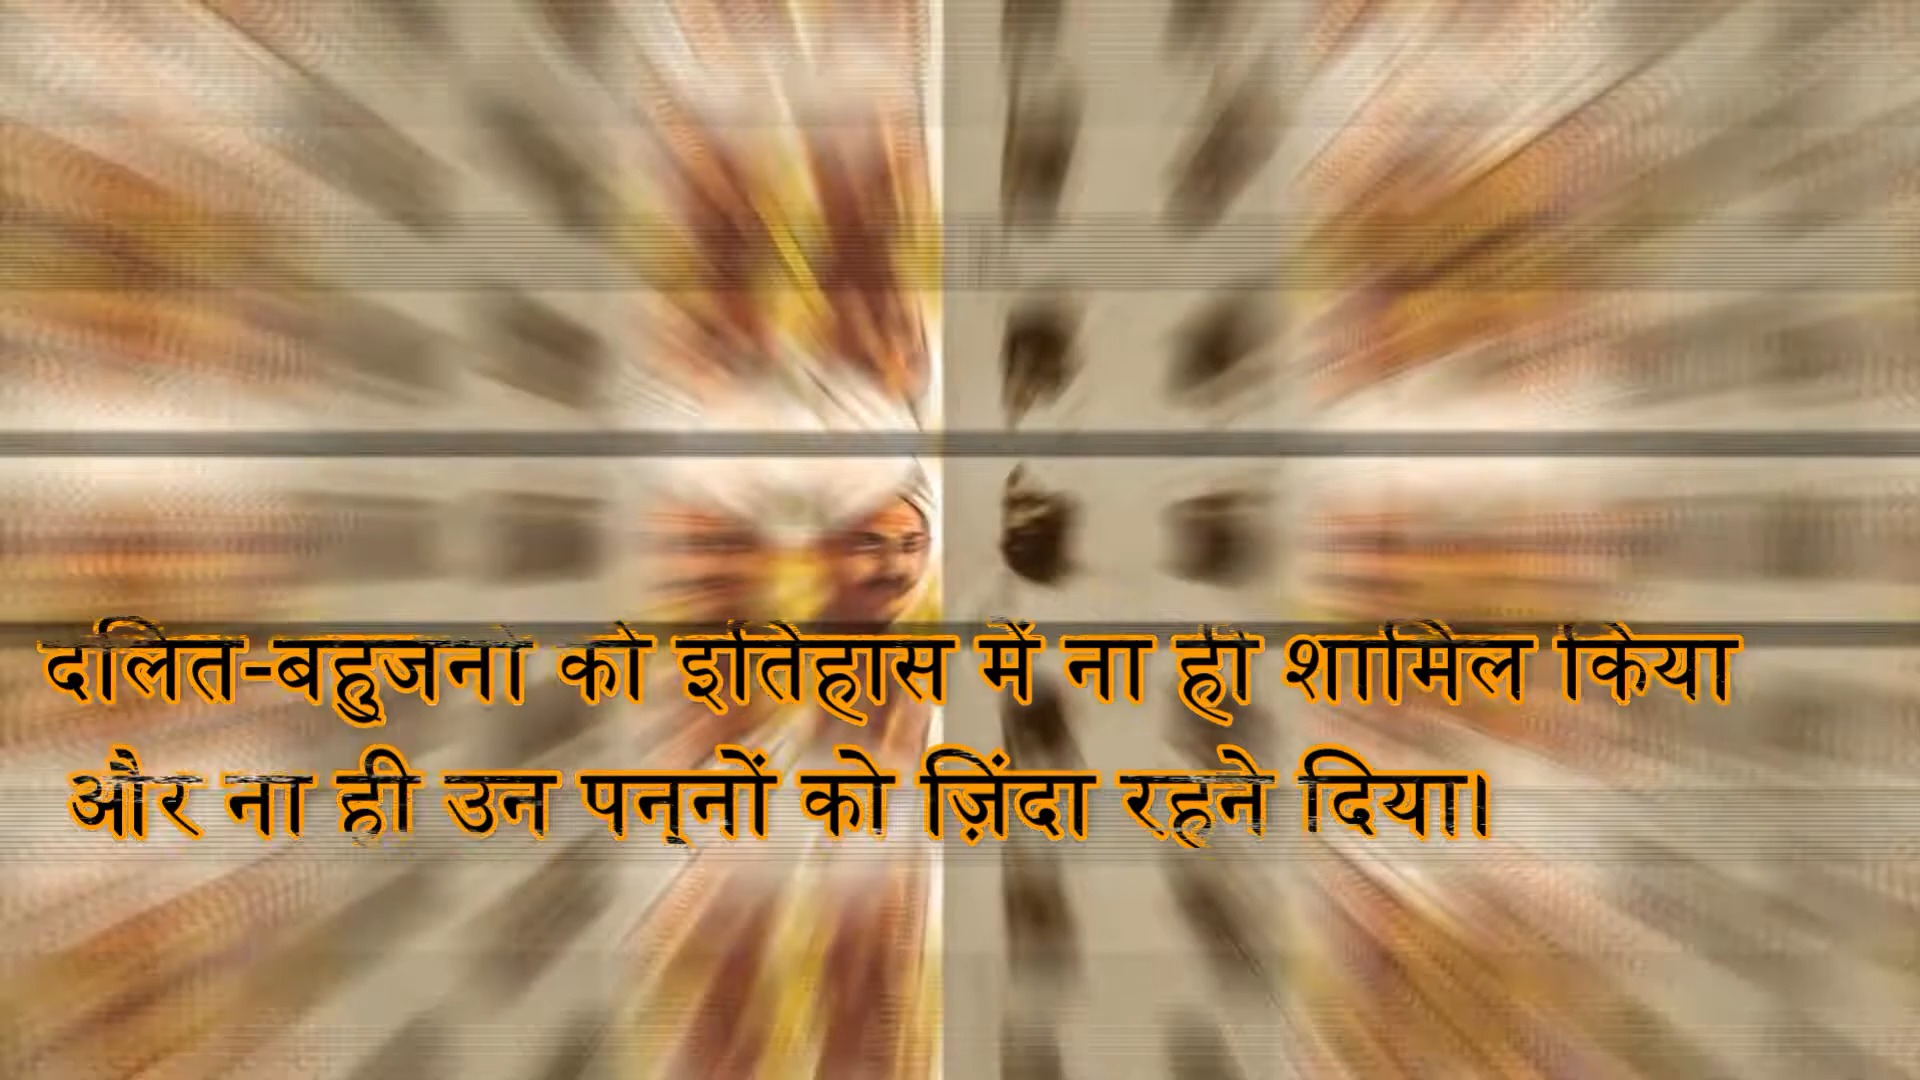 दलित-बहुजनों को इतिहास में ना ही शामिल किया
और ना ही उन पन्नों को ज़िंदा रहने दिया।